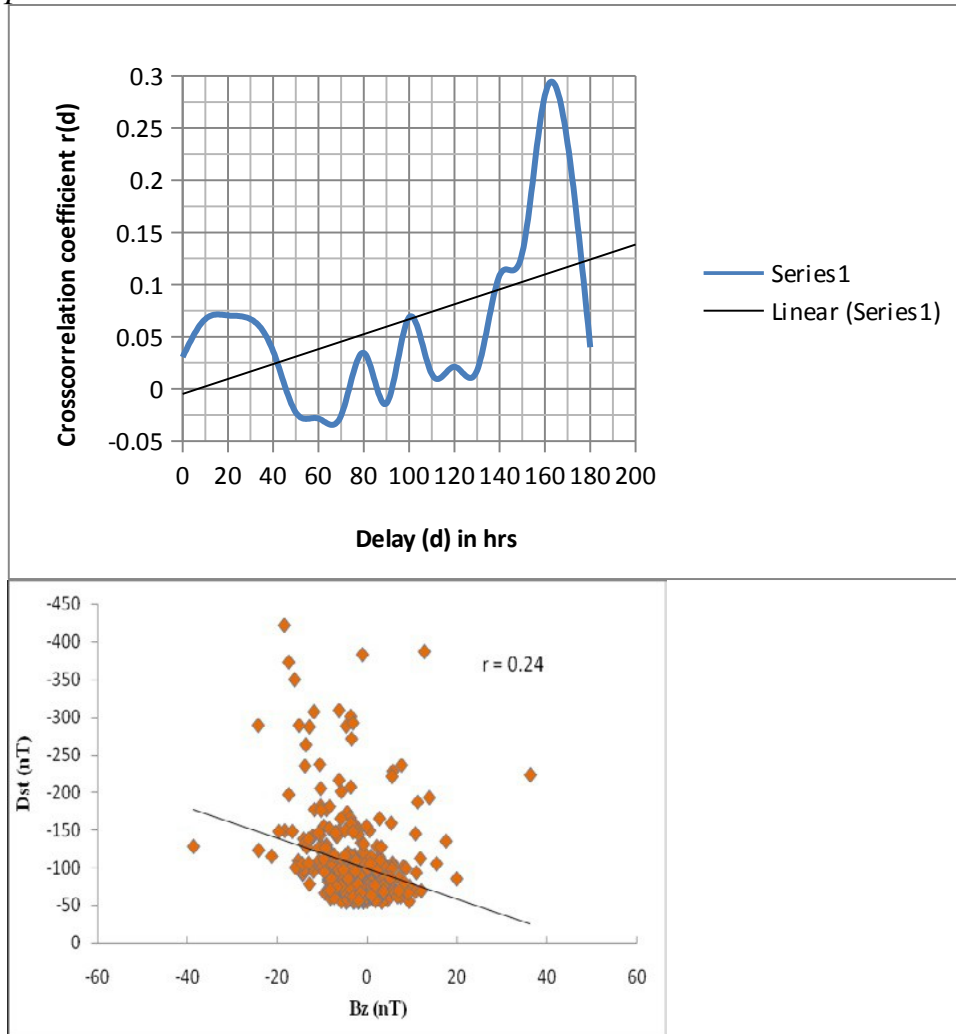 Crosscorrelation coefficient r(d)
0.3
0.25
0.2
0.15
0.1
0.05
0
-0.05
0 20 40 60 80 100 120 140 160 180 200
Delay (d) in hrs
Series1
Linear (Series1)
Dst (nT)
-450
-400
-350
-300
-250
-200
-150
-100
-50
0
r = 0.24
-60 -40 -20 0 20 40 60
Bz (nT)